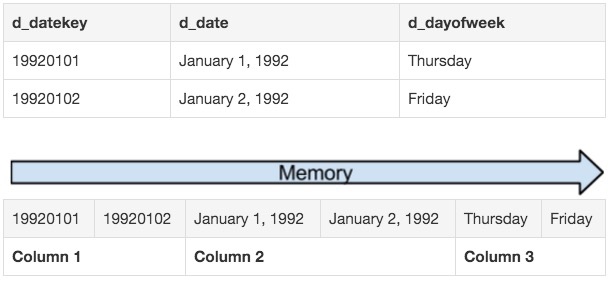 d_datekey d_date d_dayofweek
19920101 January 1, 1992 Thursday
19920102 January 2, 1992 Friday
Memory
19920101 19920102 January 1, 1992 January 2, 1992 Thursday Friday
Column 1 Column 2 Column 3